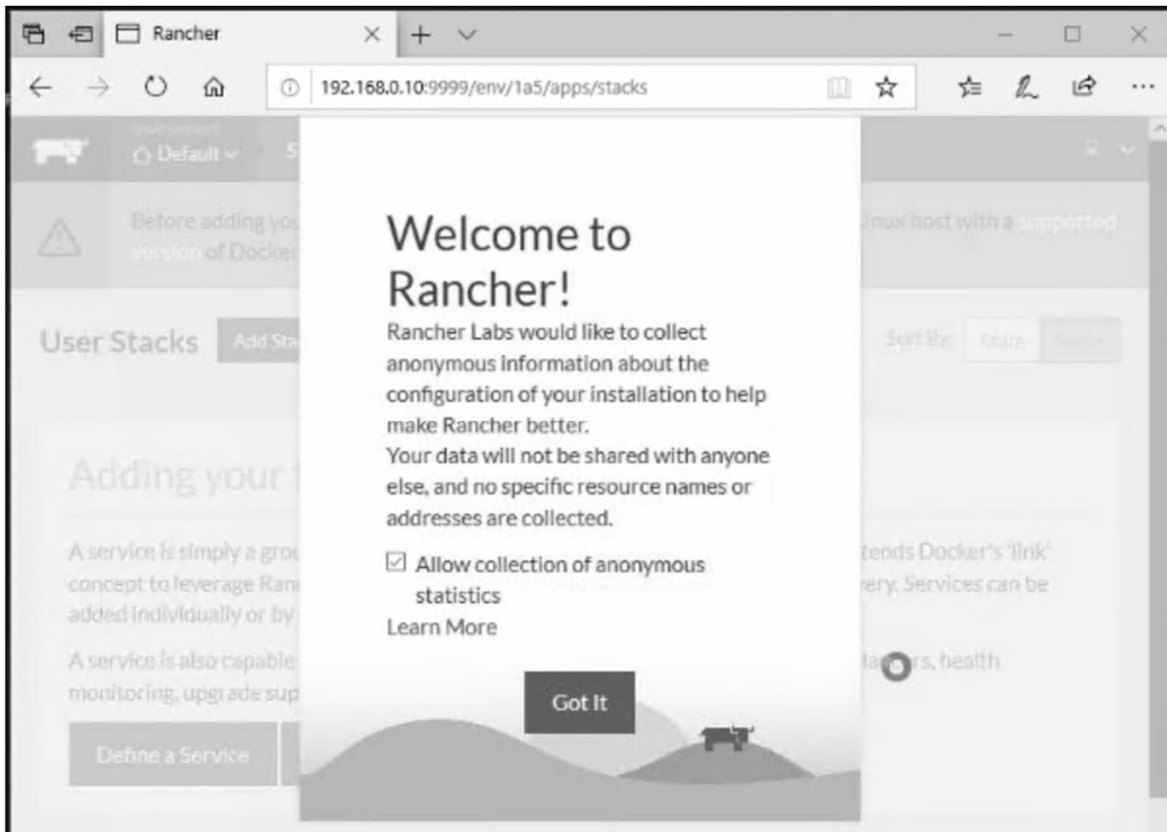 Rancher
192.168.0.10:9999/env/1a5/apps/stacks
Default
Before adding you
version of Docker
linux host with a supported
Welcome to
Rancher!
Rancher Labs would like to collect
anonymous information about the
configuration of your installation to help
make Rancher better.
Your data will not be shared with anyone
else, and no specific resource names or
addresses are collected.
Allow collection of anonymous
statistics
Learn More
Got It
User Stacks
Add Sta
Sort By:
State
Name
Adding your f
A service is simply a grou
tends Docker's 'link'
concept to leverage Ran
ery. Services can be
added individually or by
A service is also capable
rs, health
monitoring, upgrade sup
Define a Service